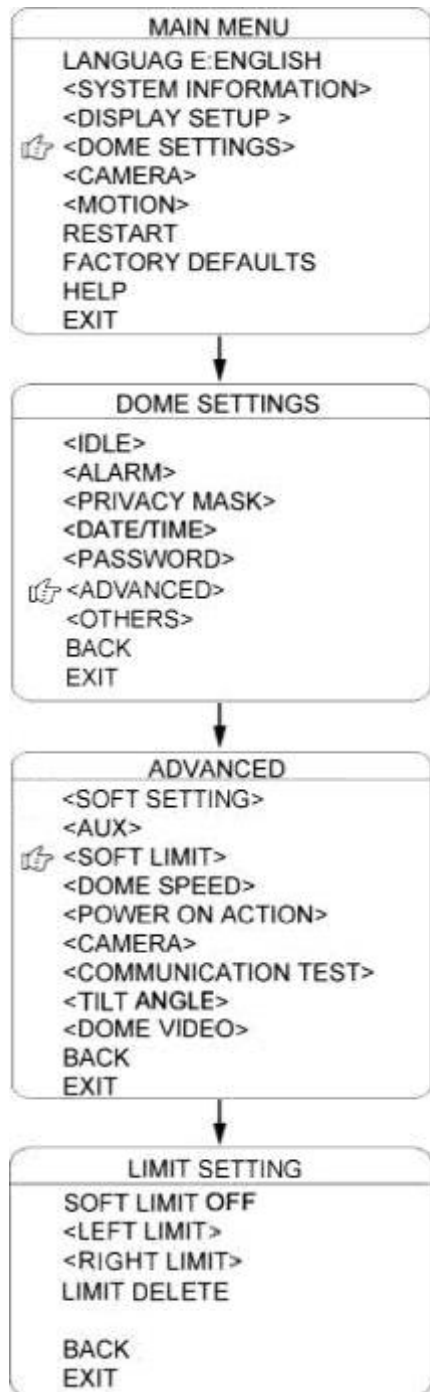 MAIN MENU
LANGUAG E:ENGLISH
<SYSTEM INFORMATION>
<DISPLAY SETUP >
<DOME SETTINGS>
<CAMERA>
<MOTION>
RESTART
FACTORY DEFAULTS
HELP
EXIT
DOME SETTINGS
<IDLE>
<ALARM>
<PRIVACY MASK>
<DATE/TIME>
<PASSWORD>
<ADVANCED>
<OTHERS>
BACK
EXIT
ADVANCED
<SOFT SETTING>
<AUX>
<SOFT LIMIT>
<DOME SPEED>
<POWER ON ACTION>
<CAMERA>
<COMMUNICATION TEST>
<TILT ANGLE>
<DOME VIDEO>
BACK
EXIT
LIMIT SETTING
SOFT LIMIT OFF
<LEFT LIMIT>
<RIGHT LIMIT>
LIMIT DELETE
BACK
EXIT